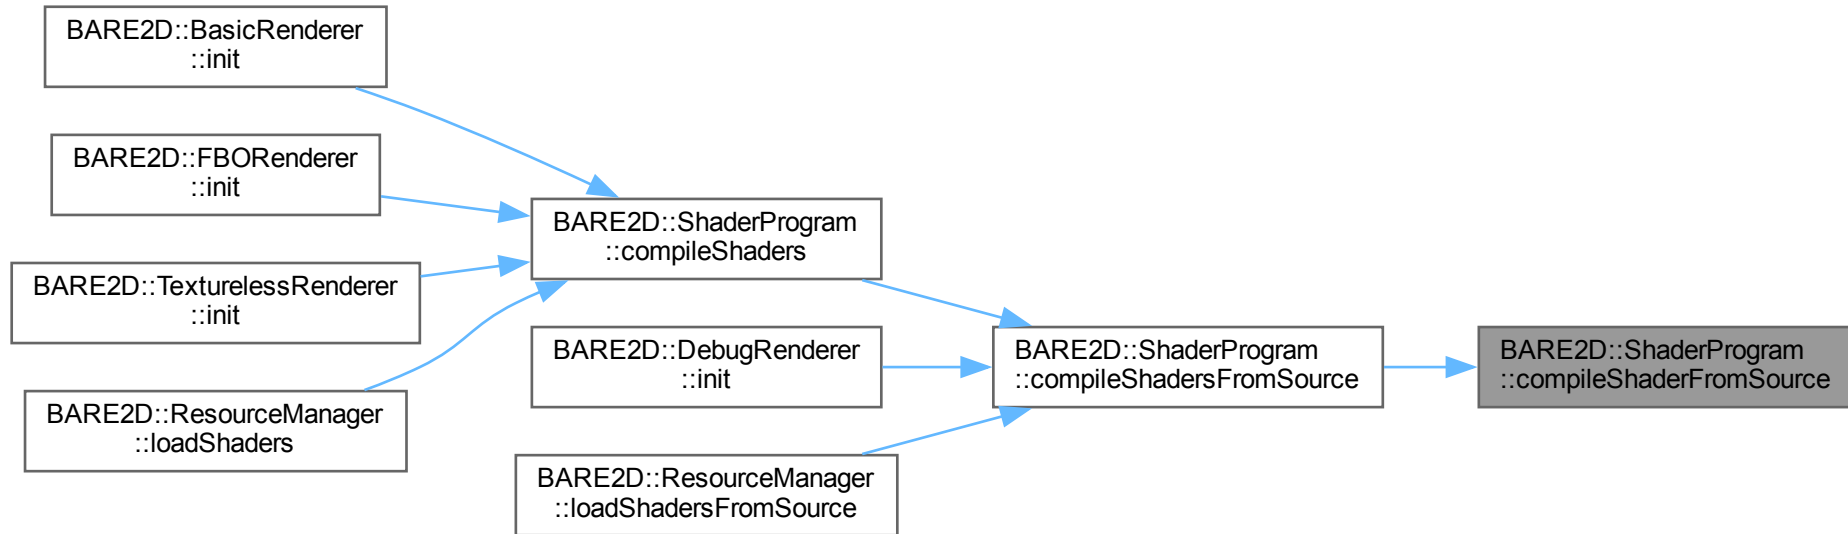 BARE2D::BasicRenderer
::init
BARE2D::FBORenderer
::init
BARE2D::TexturelessRenderer
::init
BARE2D::ResourceManager
::loadShaders
BARE2D::ShaderProgram
::compileShaders
BARE2D::DebugRenderer
::init
BARE2D::ResourceManager
::loadShadersFromSource
BARE2D::ShaderProgram
::compileShadersFromSource
BARE2D::ShaderProgram
::compileShaderFromSource